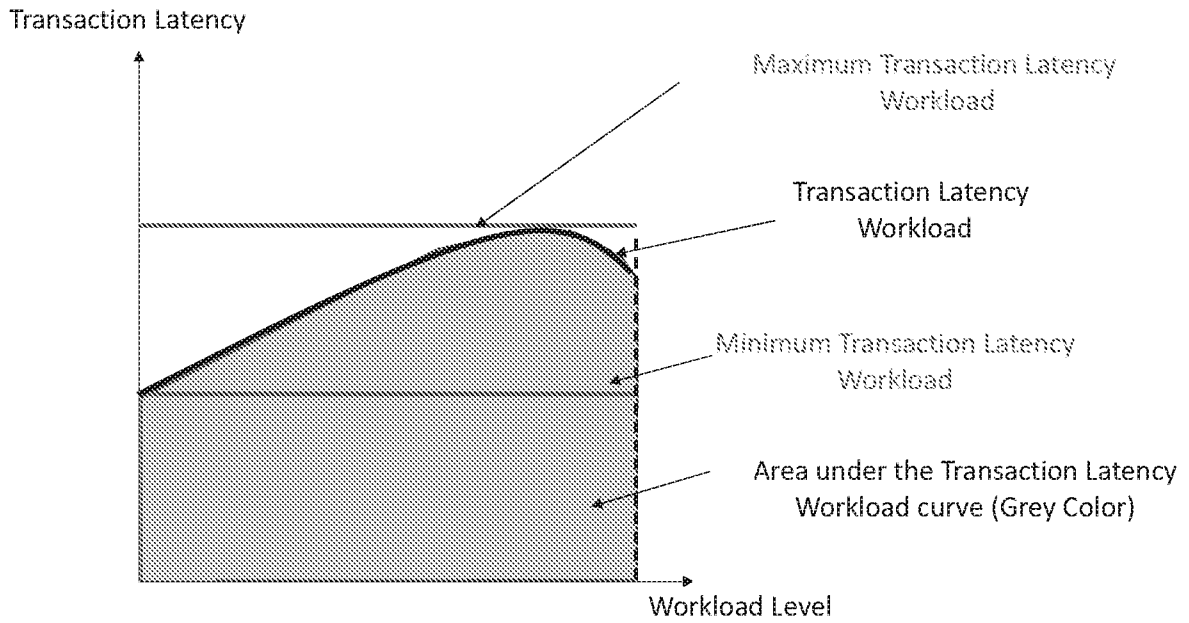 Transaction Latency
Maximum Transaction Latency
Workload
Transaction Latency
Workload
Minimum Transaction Latency
Workload
Area under the Transaction Latency
Workload curve (Grey Color)
Workload Level